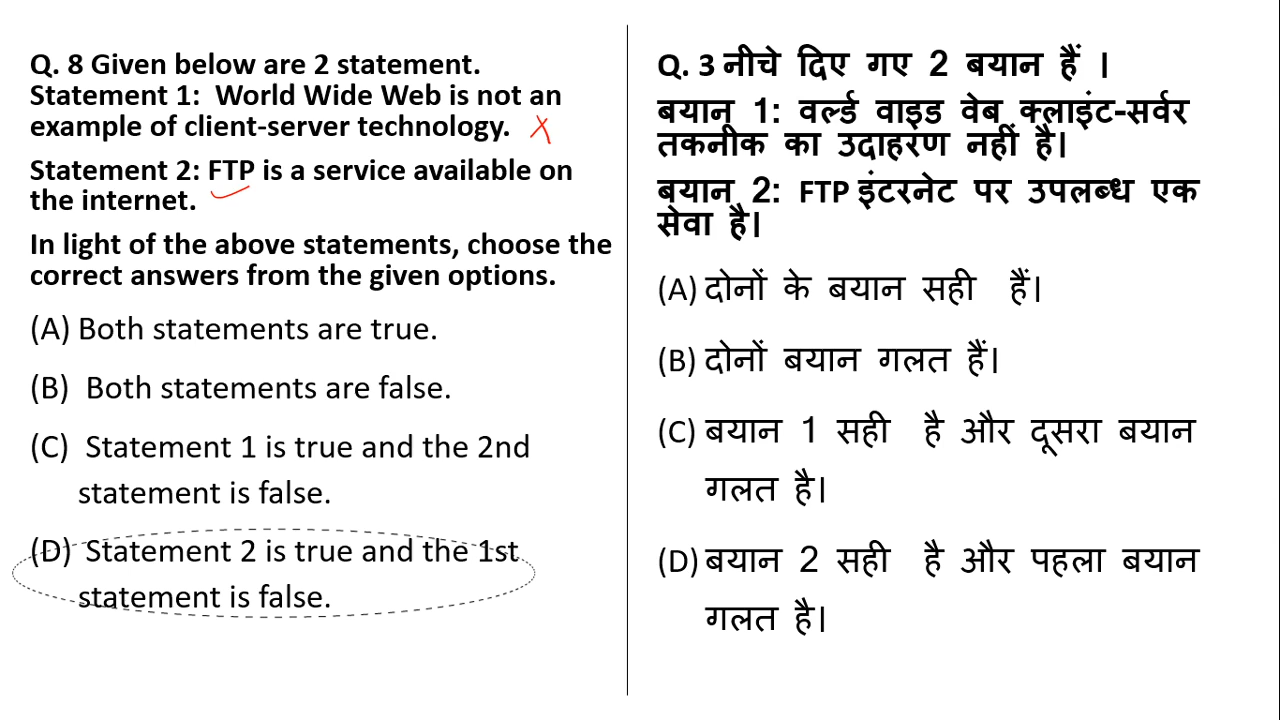 Q. 8 Given below are 2 statement.
Statement 1:  World Wide Web is not an
example of client-server technology.
Statement 2: FTP is a service available on
the internet.
In light of the above statements, choose the
correct answers from the given options.
(A) Both statements are true.
(B)  Both statements are false.
(C)  Statement 1 is true and the 2nd
statement is false.
(D)  Statement 2 is true and the 1st
statement is false.
Q. 3 नीचे दिए गए 2 बयान हैं ।
बयान 1: वर्ल्ड वाइड वेब क्लाइंट-सर्वर
तकनीक का उदाहरण नहीं है।
बयान 2: FTP इंटरनेट पर उपलब्ध एक
सेवा है।
(A) दोनों के बयान सही हैं।
(B) दोनों बयान गलत हैं।
(C) बयान 1 सही है और दूसरा बयान
गलत है।
(D) बयान 2 सही है और पहला बयान
गलत है।